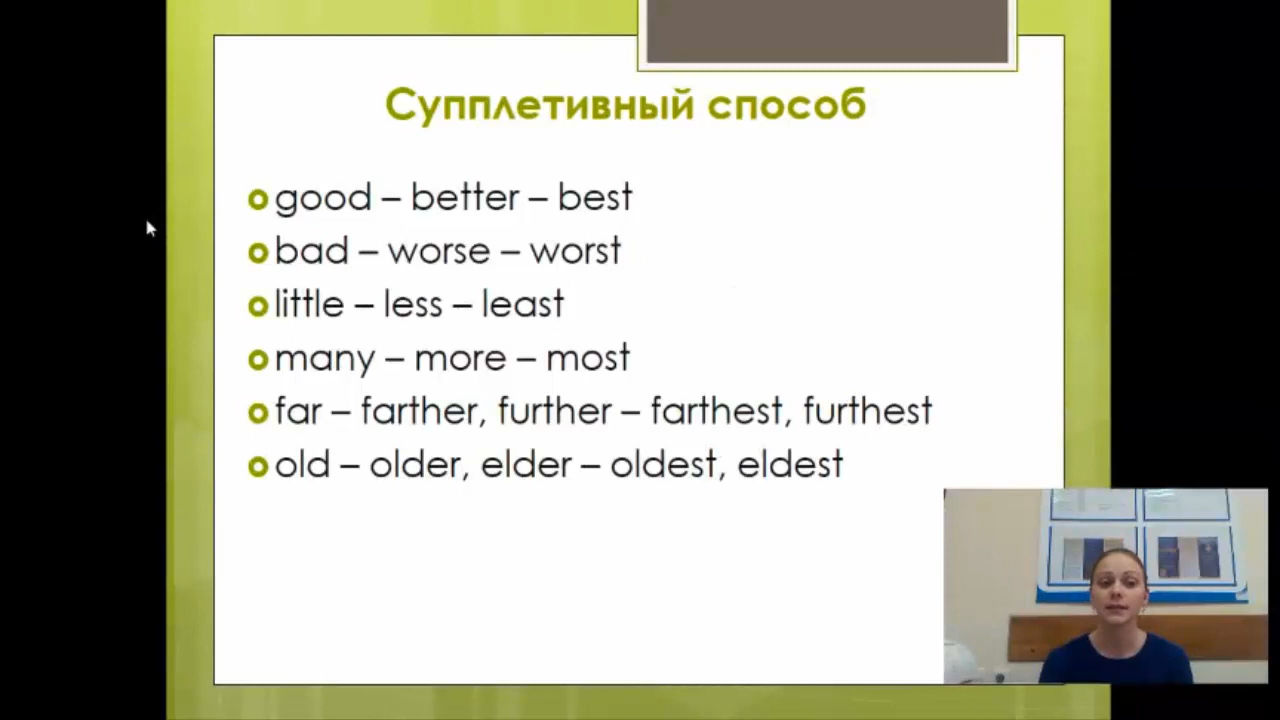 Супплетивный способ
good – better – best
bad – worse – worst
little – less – least
many – more – most
far – farther, further – farthest, furthest
old – older, elder – oldest, eldest